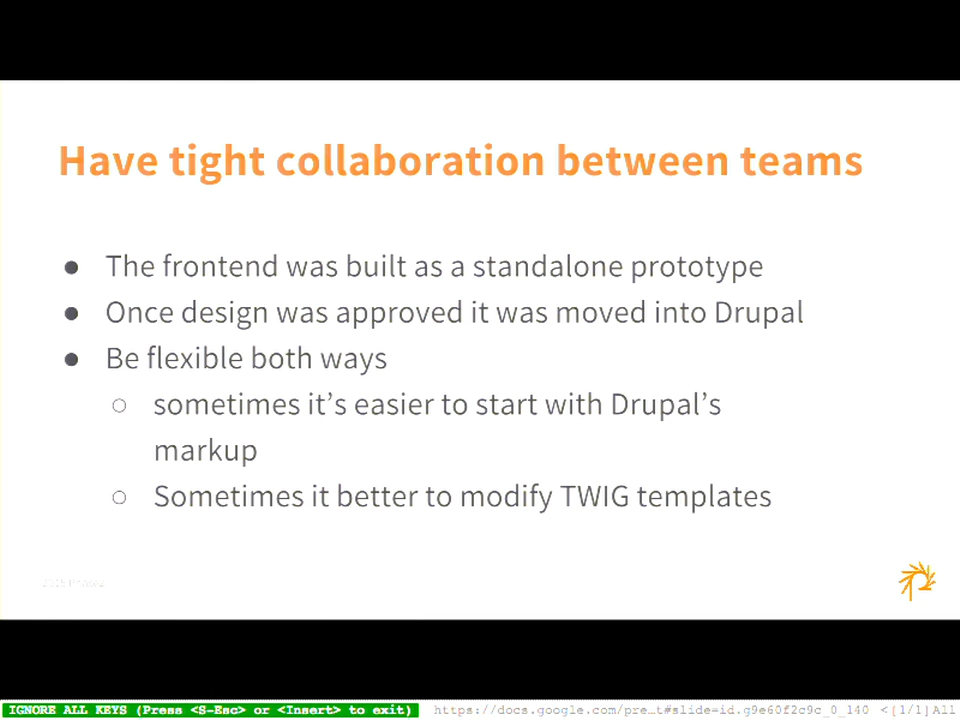 Have tight collaboration between teams
● The frontend was built as a standalone prototype
● Once design was approved it was moved into Drupal
● Be flexible both ways
○ sometimes it’s easier to start with Drupal’s
markup
○ Sometimes it better to modify TWIG templates
IGNORE ALL KEYS (Press <S-Esc> or <Insert> to exit) https://docs.google.com/pre…t#slide=id.g9e60f2c9c_0_140 <(1/1)All